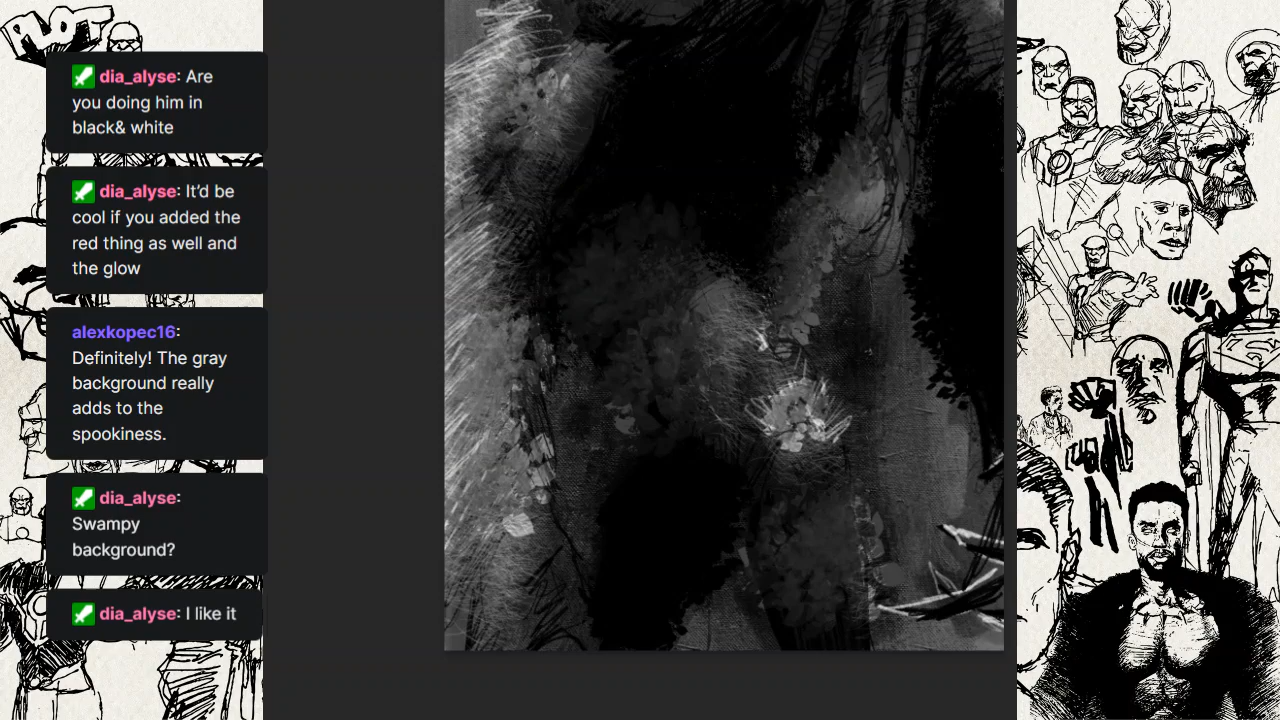 PLOT
dia_alyse: Are
you doing him in
black& white
dia_alyse: It'd be
cool if you added the
red thing as well and
the glow
alexkopec16:
Definitely! The gray
background really
adds to the
spookiness.
dia_alyse:
Swampy
background?
dia_alyse: I like it